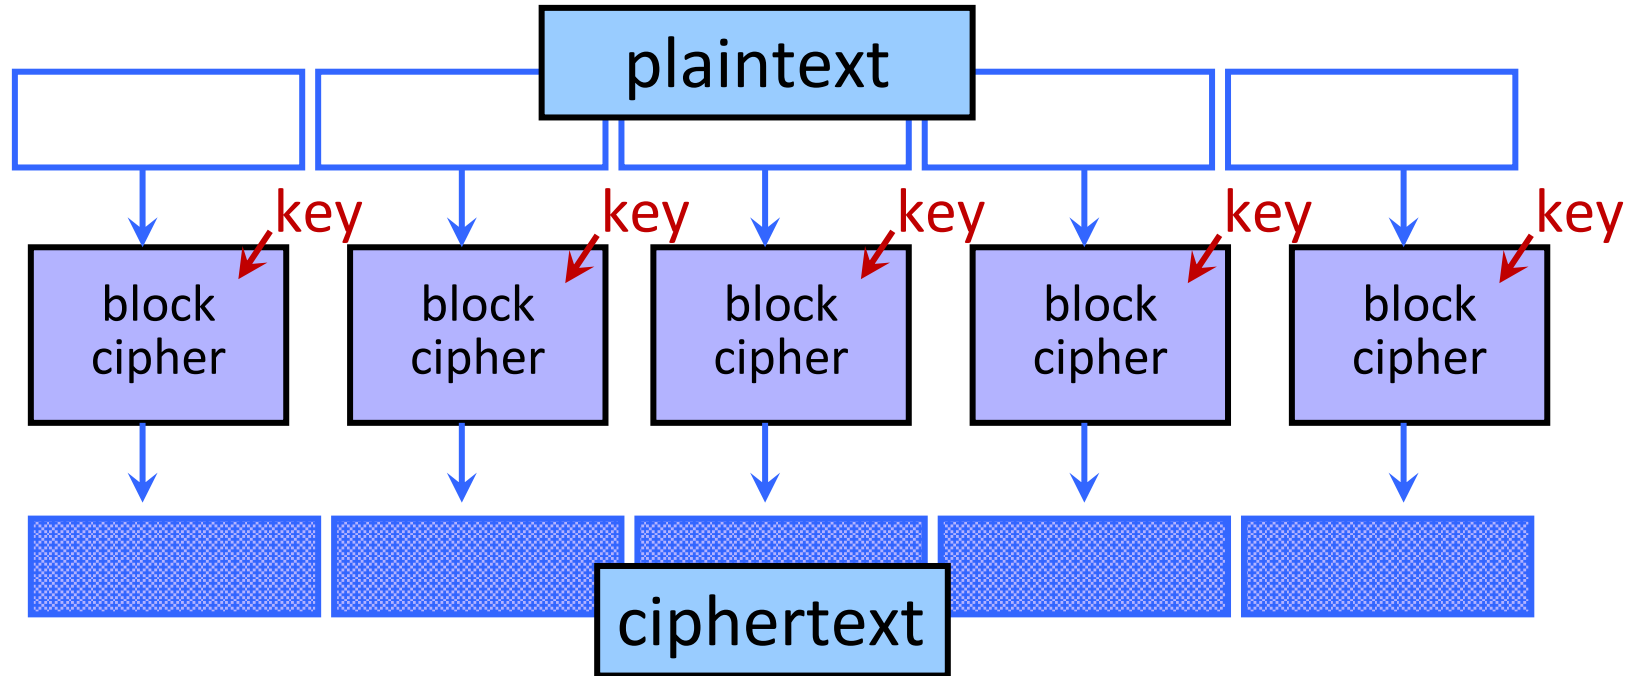 plaintext
key
key
key
key
key
block
cipher
block
cipher
block
cipher
block
cipher
block
cipher
ciphertext